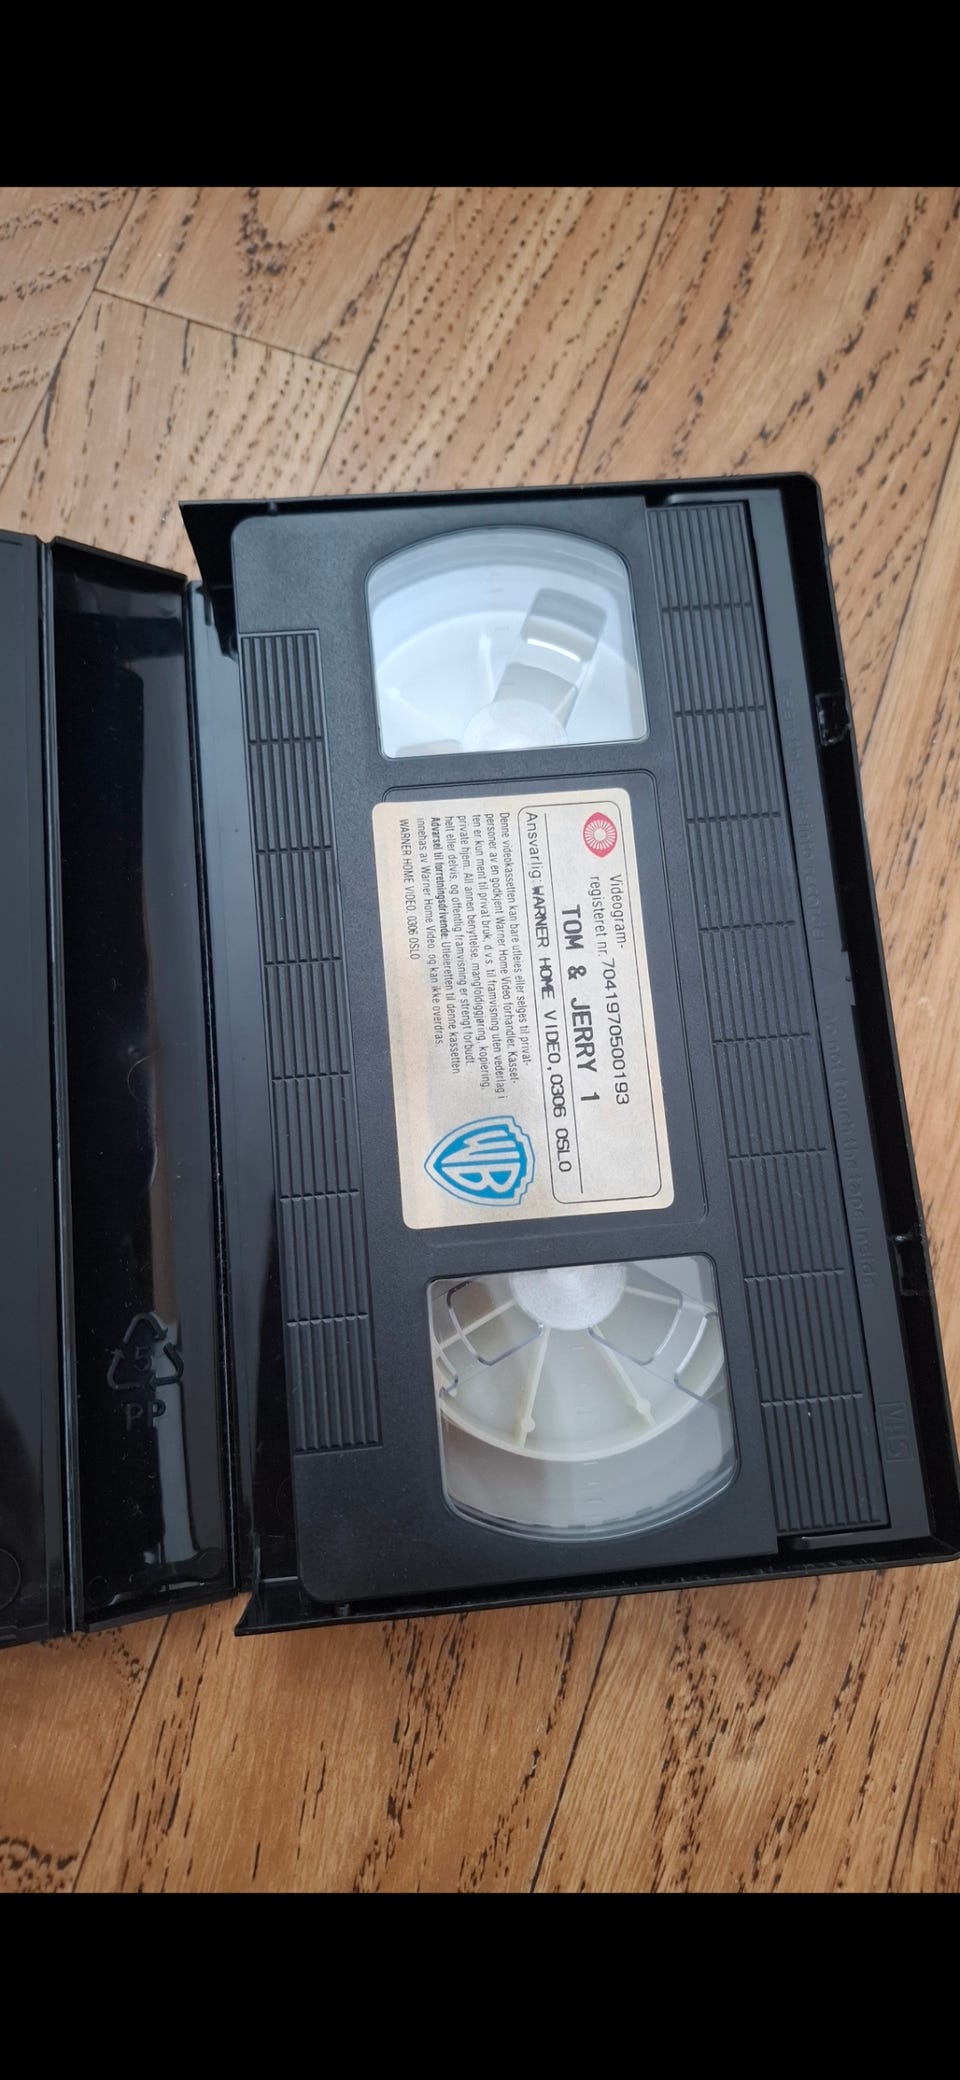 Videogram-
registeret nr. 7041970500193
TOM & JERRY 1
Ansvarlig: WARNER HOME VIDEO, 0306 OSLO
Denne videokassetten kan bare utleies eller selges til privat-
personer av en godkjent Warner Home Video forhandler. Kasset-
ten er kun ment til privat bruk, d.v.s. til framvisning uten vederlag i
private hjem. All annen benyttelse, mangfoldiggjøring, kopiering,
helt eller delvis, og offentlig framvisning er strengt forbudt.
Advarsel til forretningsdrivende: Utleieretten til denne kassetten
innehas av Warner Home Video, og kan ikke overdras.
WARNER HOME VIDEO, 0306 OSLO
WB
VHS
touch the tape inside
5
PP